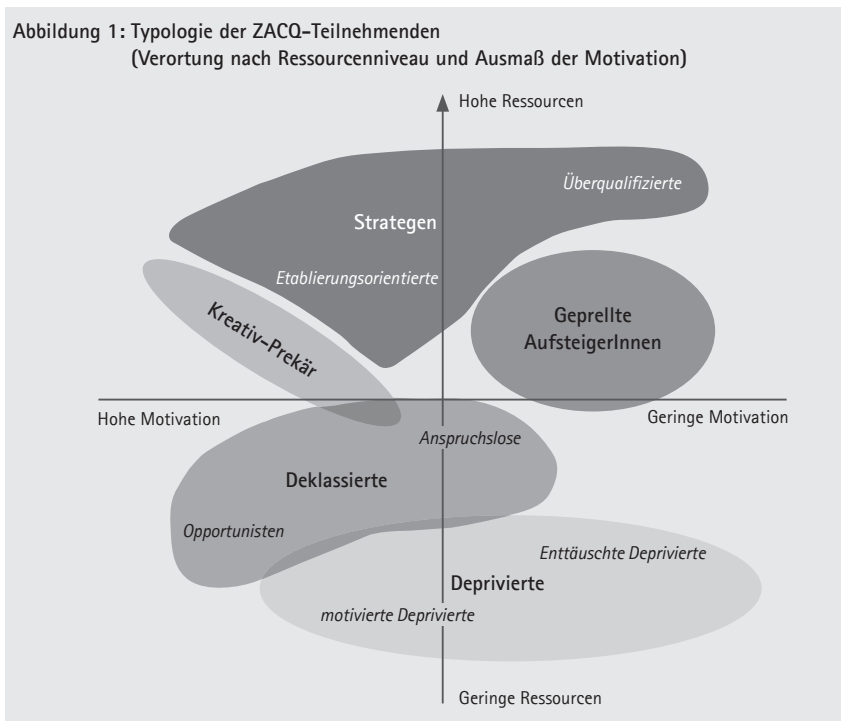 Abbildung 1: Typologie der ZACQ-Teilnehmenden
(Verortung nach Ressourcenniveau und Ausmaß der Motivation)
Hohe Ressourcen
Überqualifizierte
Strategen
Etablierungsorientierte
Kreativ-Prekär
Geprellte
AufsteigerInnen
Hohe Motivation
Geringe Motivation
Anspruchslose
Deklassierte
Opportunisten
Enttäuschte Deprivierte
Deprivierte
motivierte Deprivierte
Geringe Ressourcen